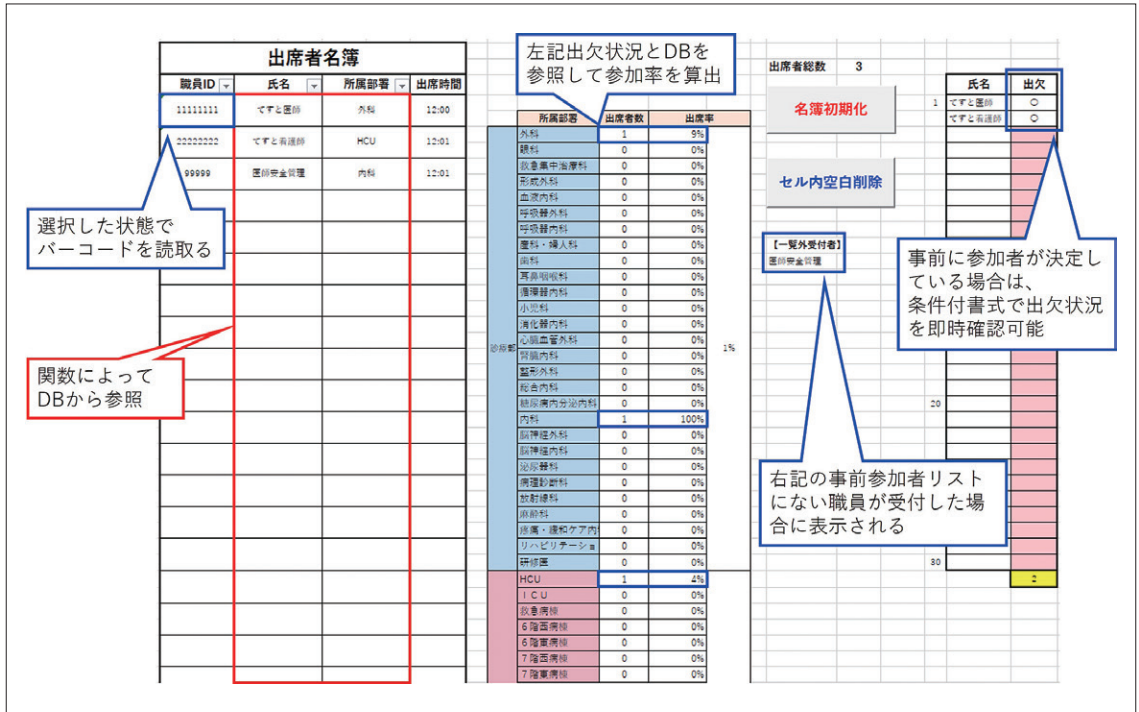 出席者名簿
職員ID 氏名 所属部署 出席時間
11111111 てすと医師 外科 12:00
22222222 てすと看護師 HCU 12:01
99999 医師安全管理 内科 12:01
選択した状態で
バーコードを読取る
関数によって
DBから参照
左記出欠状況とDBを
参照して参加率を算出
所属部署 出席者数 出席率
診療部 1%
外科 1 9%
眼科 0 0%
救急集中治療科 0 0%
形成外科 0 0%
血液内科 0 0%
呼吸器外科 0 0%
呼吸器内科 0 0%
産科・婦人科 0 0%
歯科 0 0%
耳鼻咽喉科 0 0%
循環器内科 0 0%
小児科 0 0%
消化器内科 0 0%
心臓血管外科 0 0%
腎臓内科 0 0%
整形外科 0 0%
総合内科 0 0%
糖尿病内分泌内科 0 0%
内科 1 100%
脳神経外科 0 0%
脳神経内科 0 0%
泌尿器科 0 0%
病理診断科 0 0%
放射線科 0 0%
麻酔科 0 0%
疼痛・緩和ケア内 0 0%
リハビリテーショ 0 0%
研修医 0 0%
HCU 1 4%
ICU 0 0%
救急病棟 0 0%
6階西病棟 0 0%
6階東病棟 0 0%
7階西病棟 0 0%
7階東病棟 0 0%
出席者総数 3
名簿初期化
セル内空白削除
【一覧外受付者】
医師安全管理
氏名 出欠
1 てすと医師 〇
てすと看護師 〇
20
30
2
事前に参加者が決定し
ている場合は、
条件付書式で出欠状況
を即時確認可能
右記の事前参加者リスト
にない職員が受付した場
合に表示される